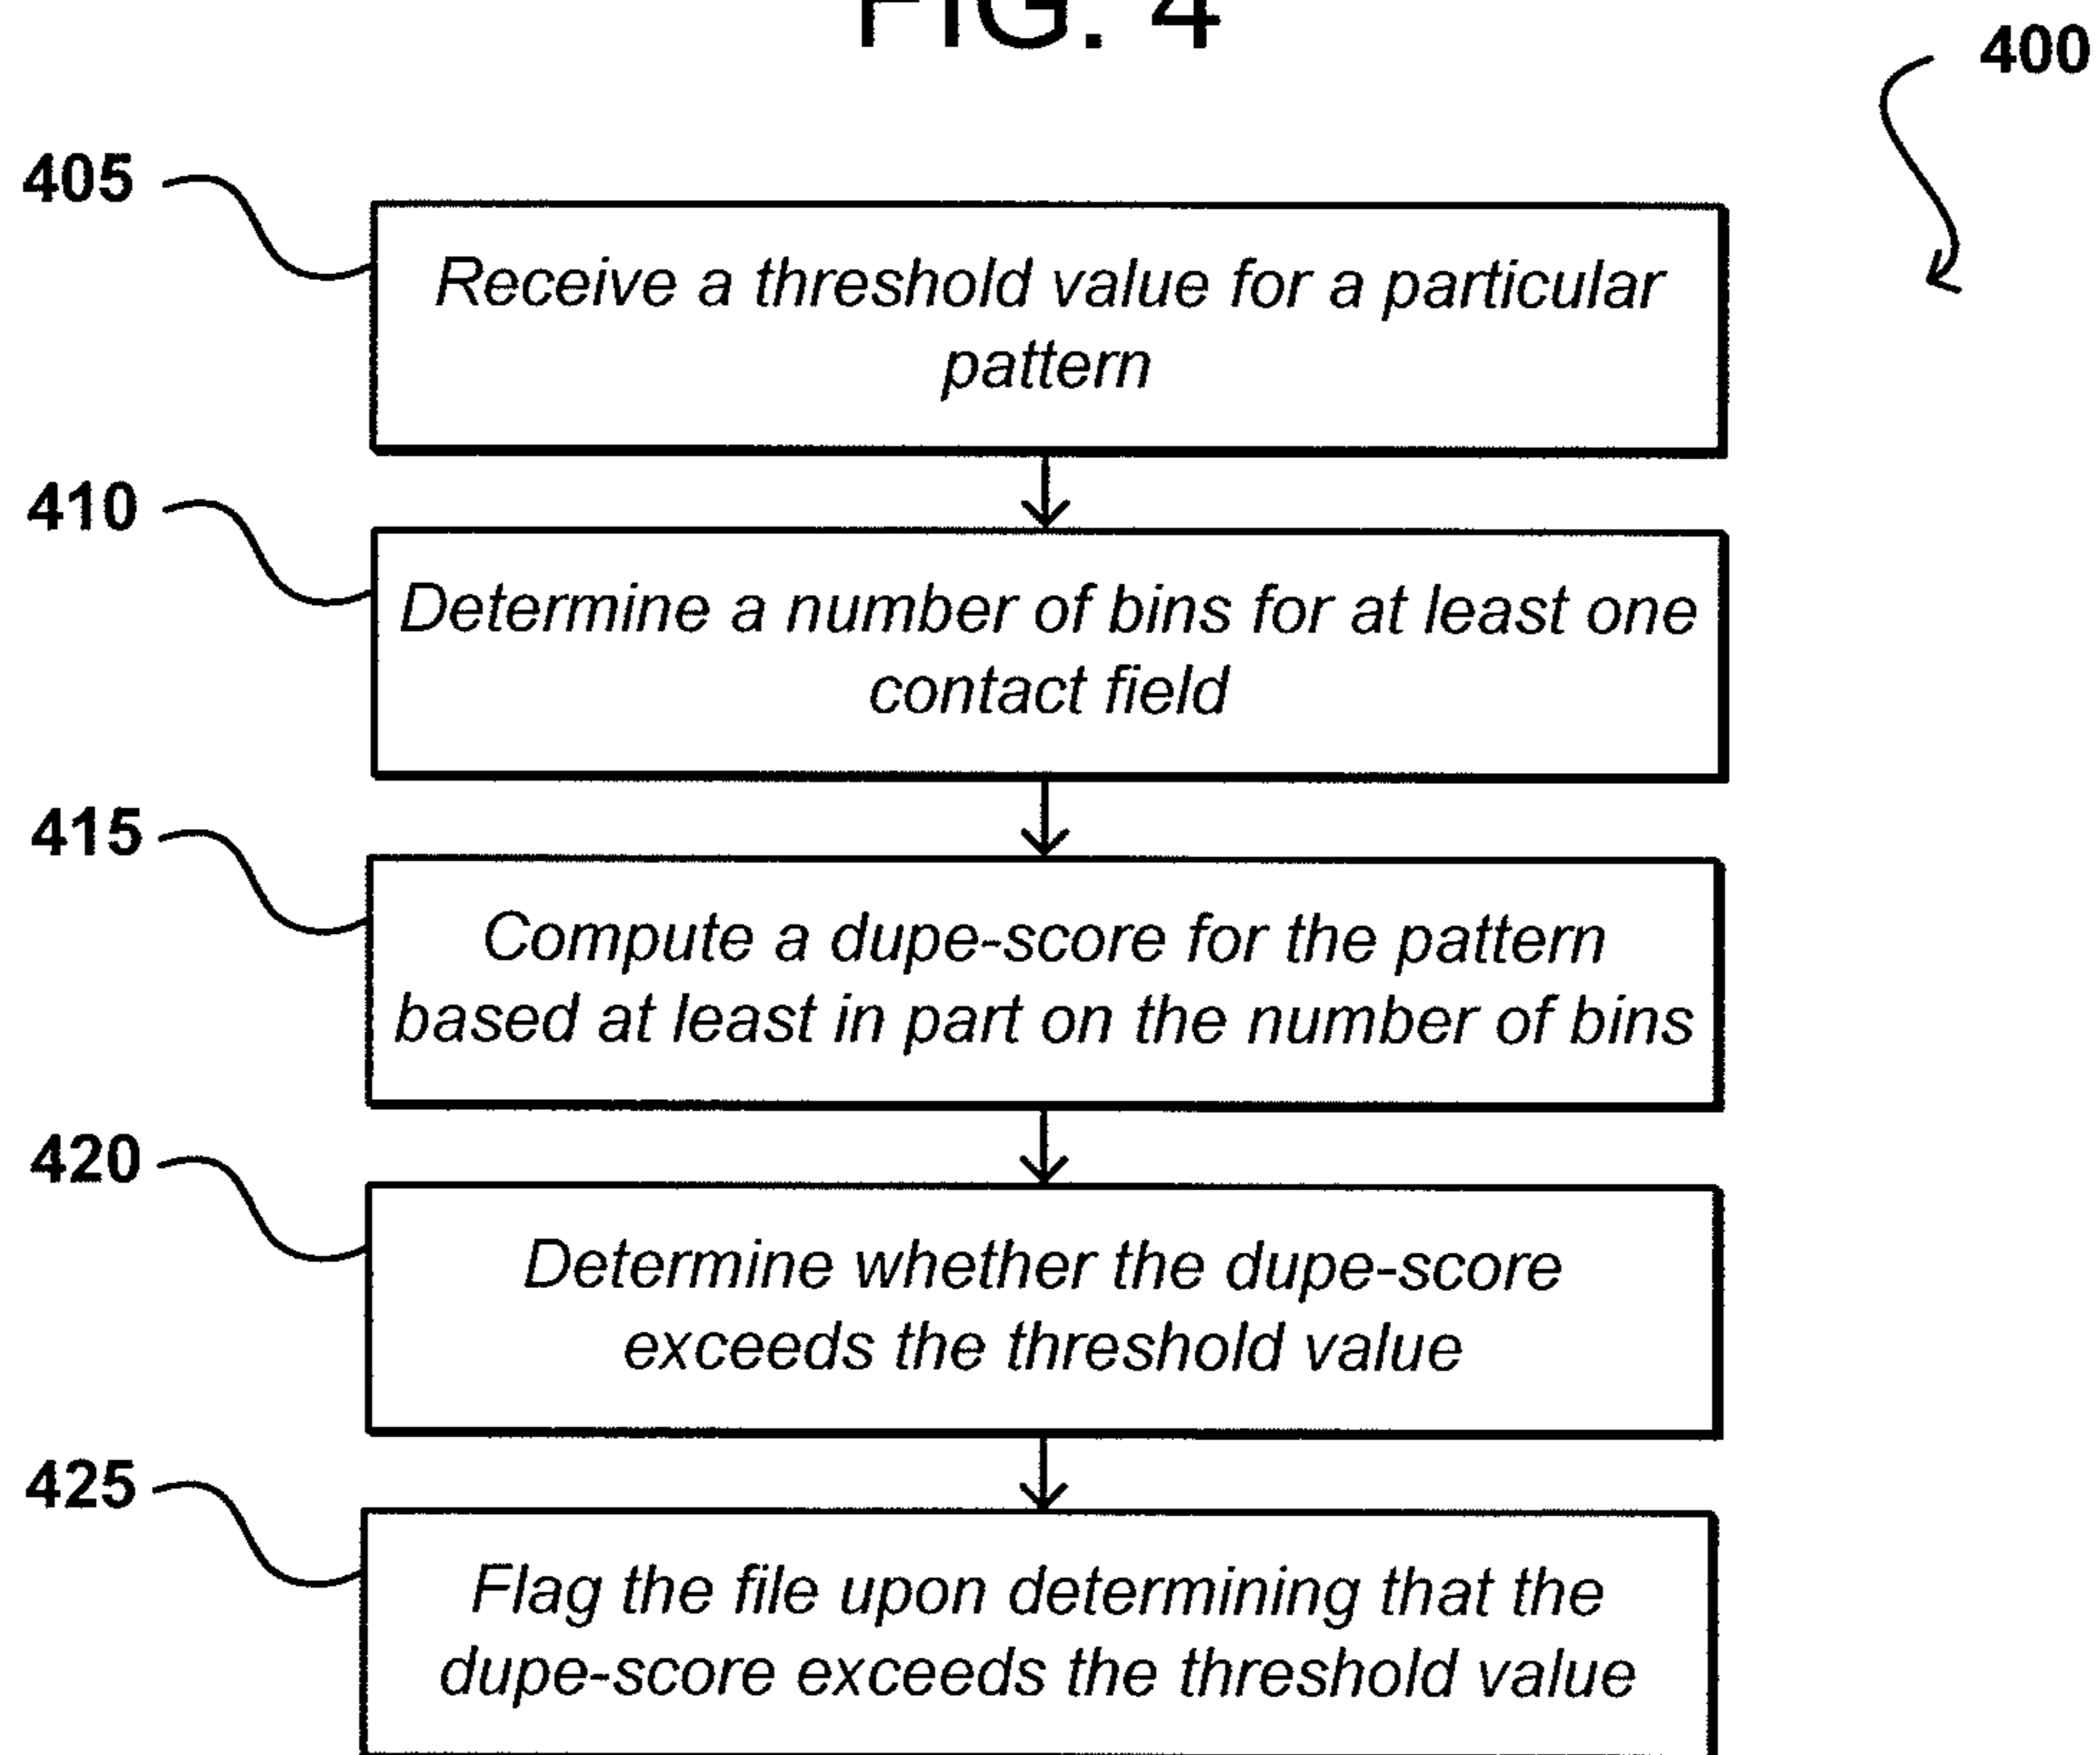 FIG. 4
400
405
Receive a threshold value for a particular
pattern
410
Determine a number of bins for at least one
contact field
415
Compute a dupe-score for the pattern
based at least in part on the number of bins
420
Determine whether the dupe-score
exceeds the threshold value
425
Flag the file upon determining that the
dupe-score exceeds the threshold value